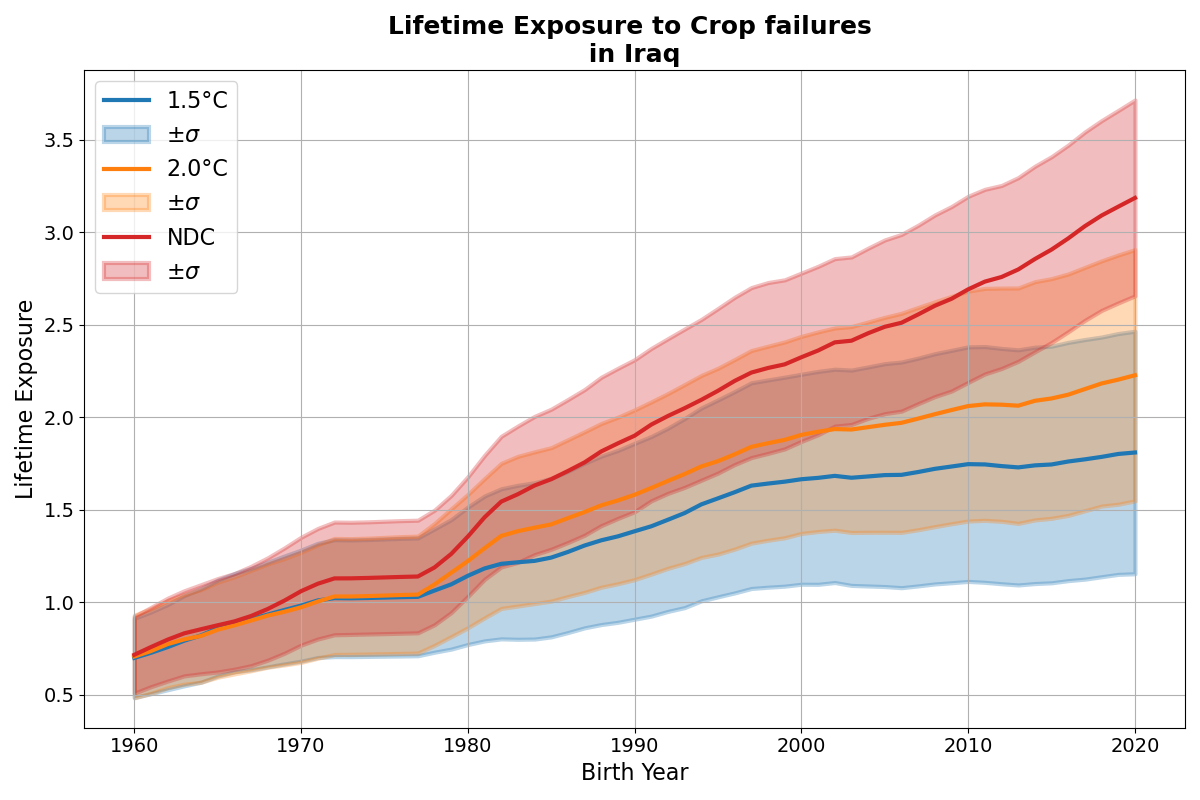 Lifetime Exposure to Crop failures
in Iraq
1.5°C
±σ
2.0°C
±σ
NDC
±σ
Lifetime Exposure
3.5
3.0
2.5
2.0
1.5
1.0
0.5
1960 1970 1980 1990 2000 2010 2020
Birth Year